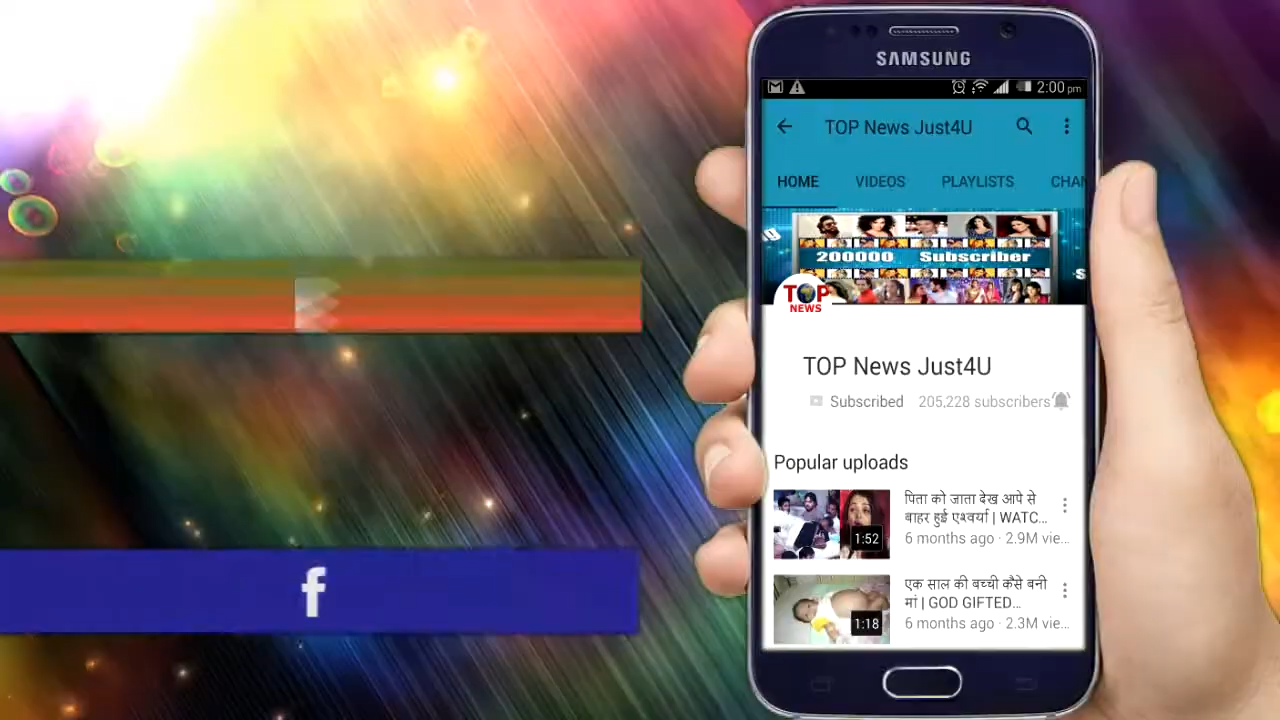 SAMSUNG
2:00 pm
TOP News Just4U
HOME VIDEOS PLAYLISTS CHAN
200000 Subscriber
TOP
NEWS
TOP News Just4U
Subscribed 205,228 subscribers
Popular uploads
पिता को जाता देख आपे से
बाहर हुई एश्वर्या | WATC...
6 months ago · 2.9M vie...
1:52
एक साल की बच्ची कैसे बनी
मां | GOD GIFTED...
6 months ago · 2.3M vie...
1:18
f